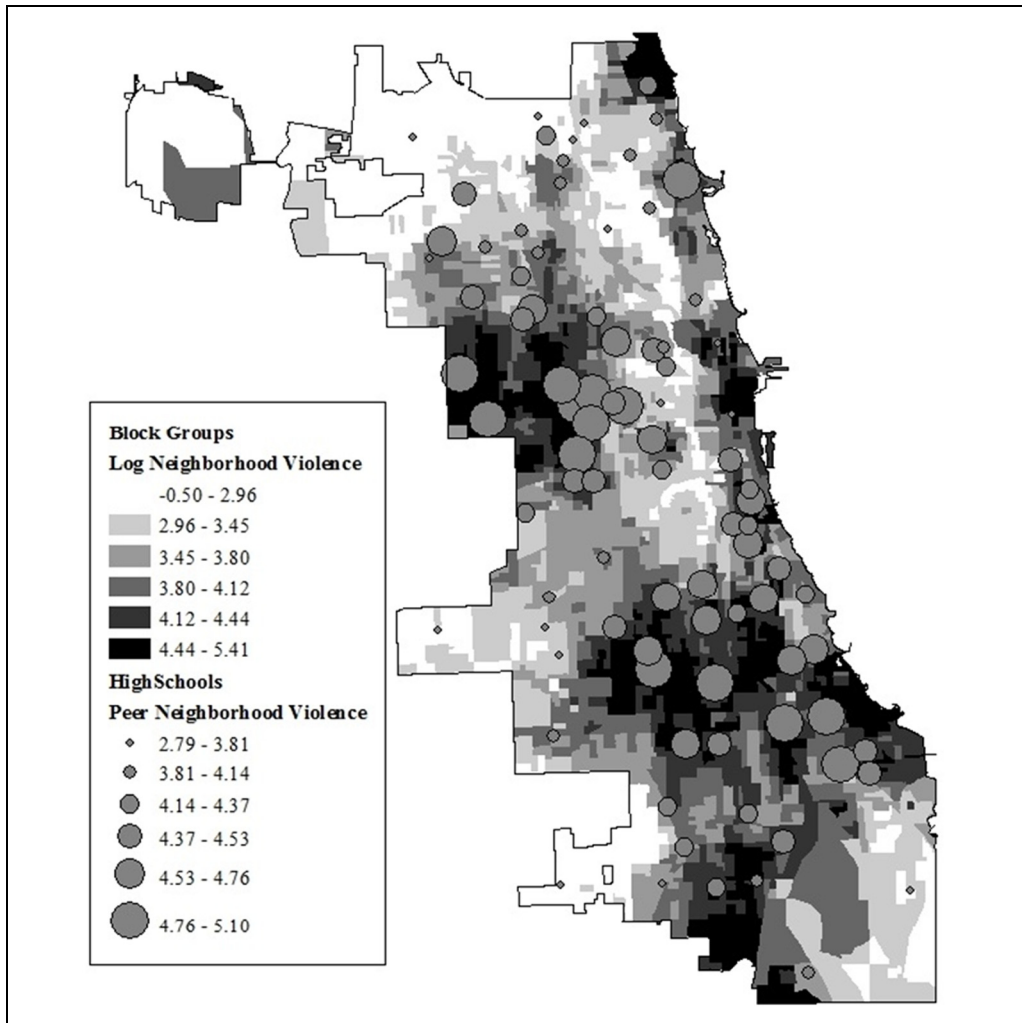 Block Groups
Log Neighborhood Violence
-0.50 - 2.96
2.96 - 3.45
3.45 - 3.80
3.80 - 4.12
4.12 - 4.44
4.44 - 5.41
HighSchools
Peer Neighborhood Violence
2.79 - 3.81
3.81 - 4.14
4.14 - 4.37
4.37 - 4.53
4.53 - 4.76
4.76 - 5.10